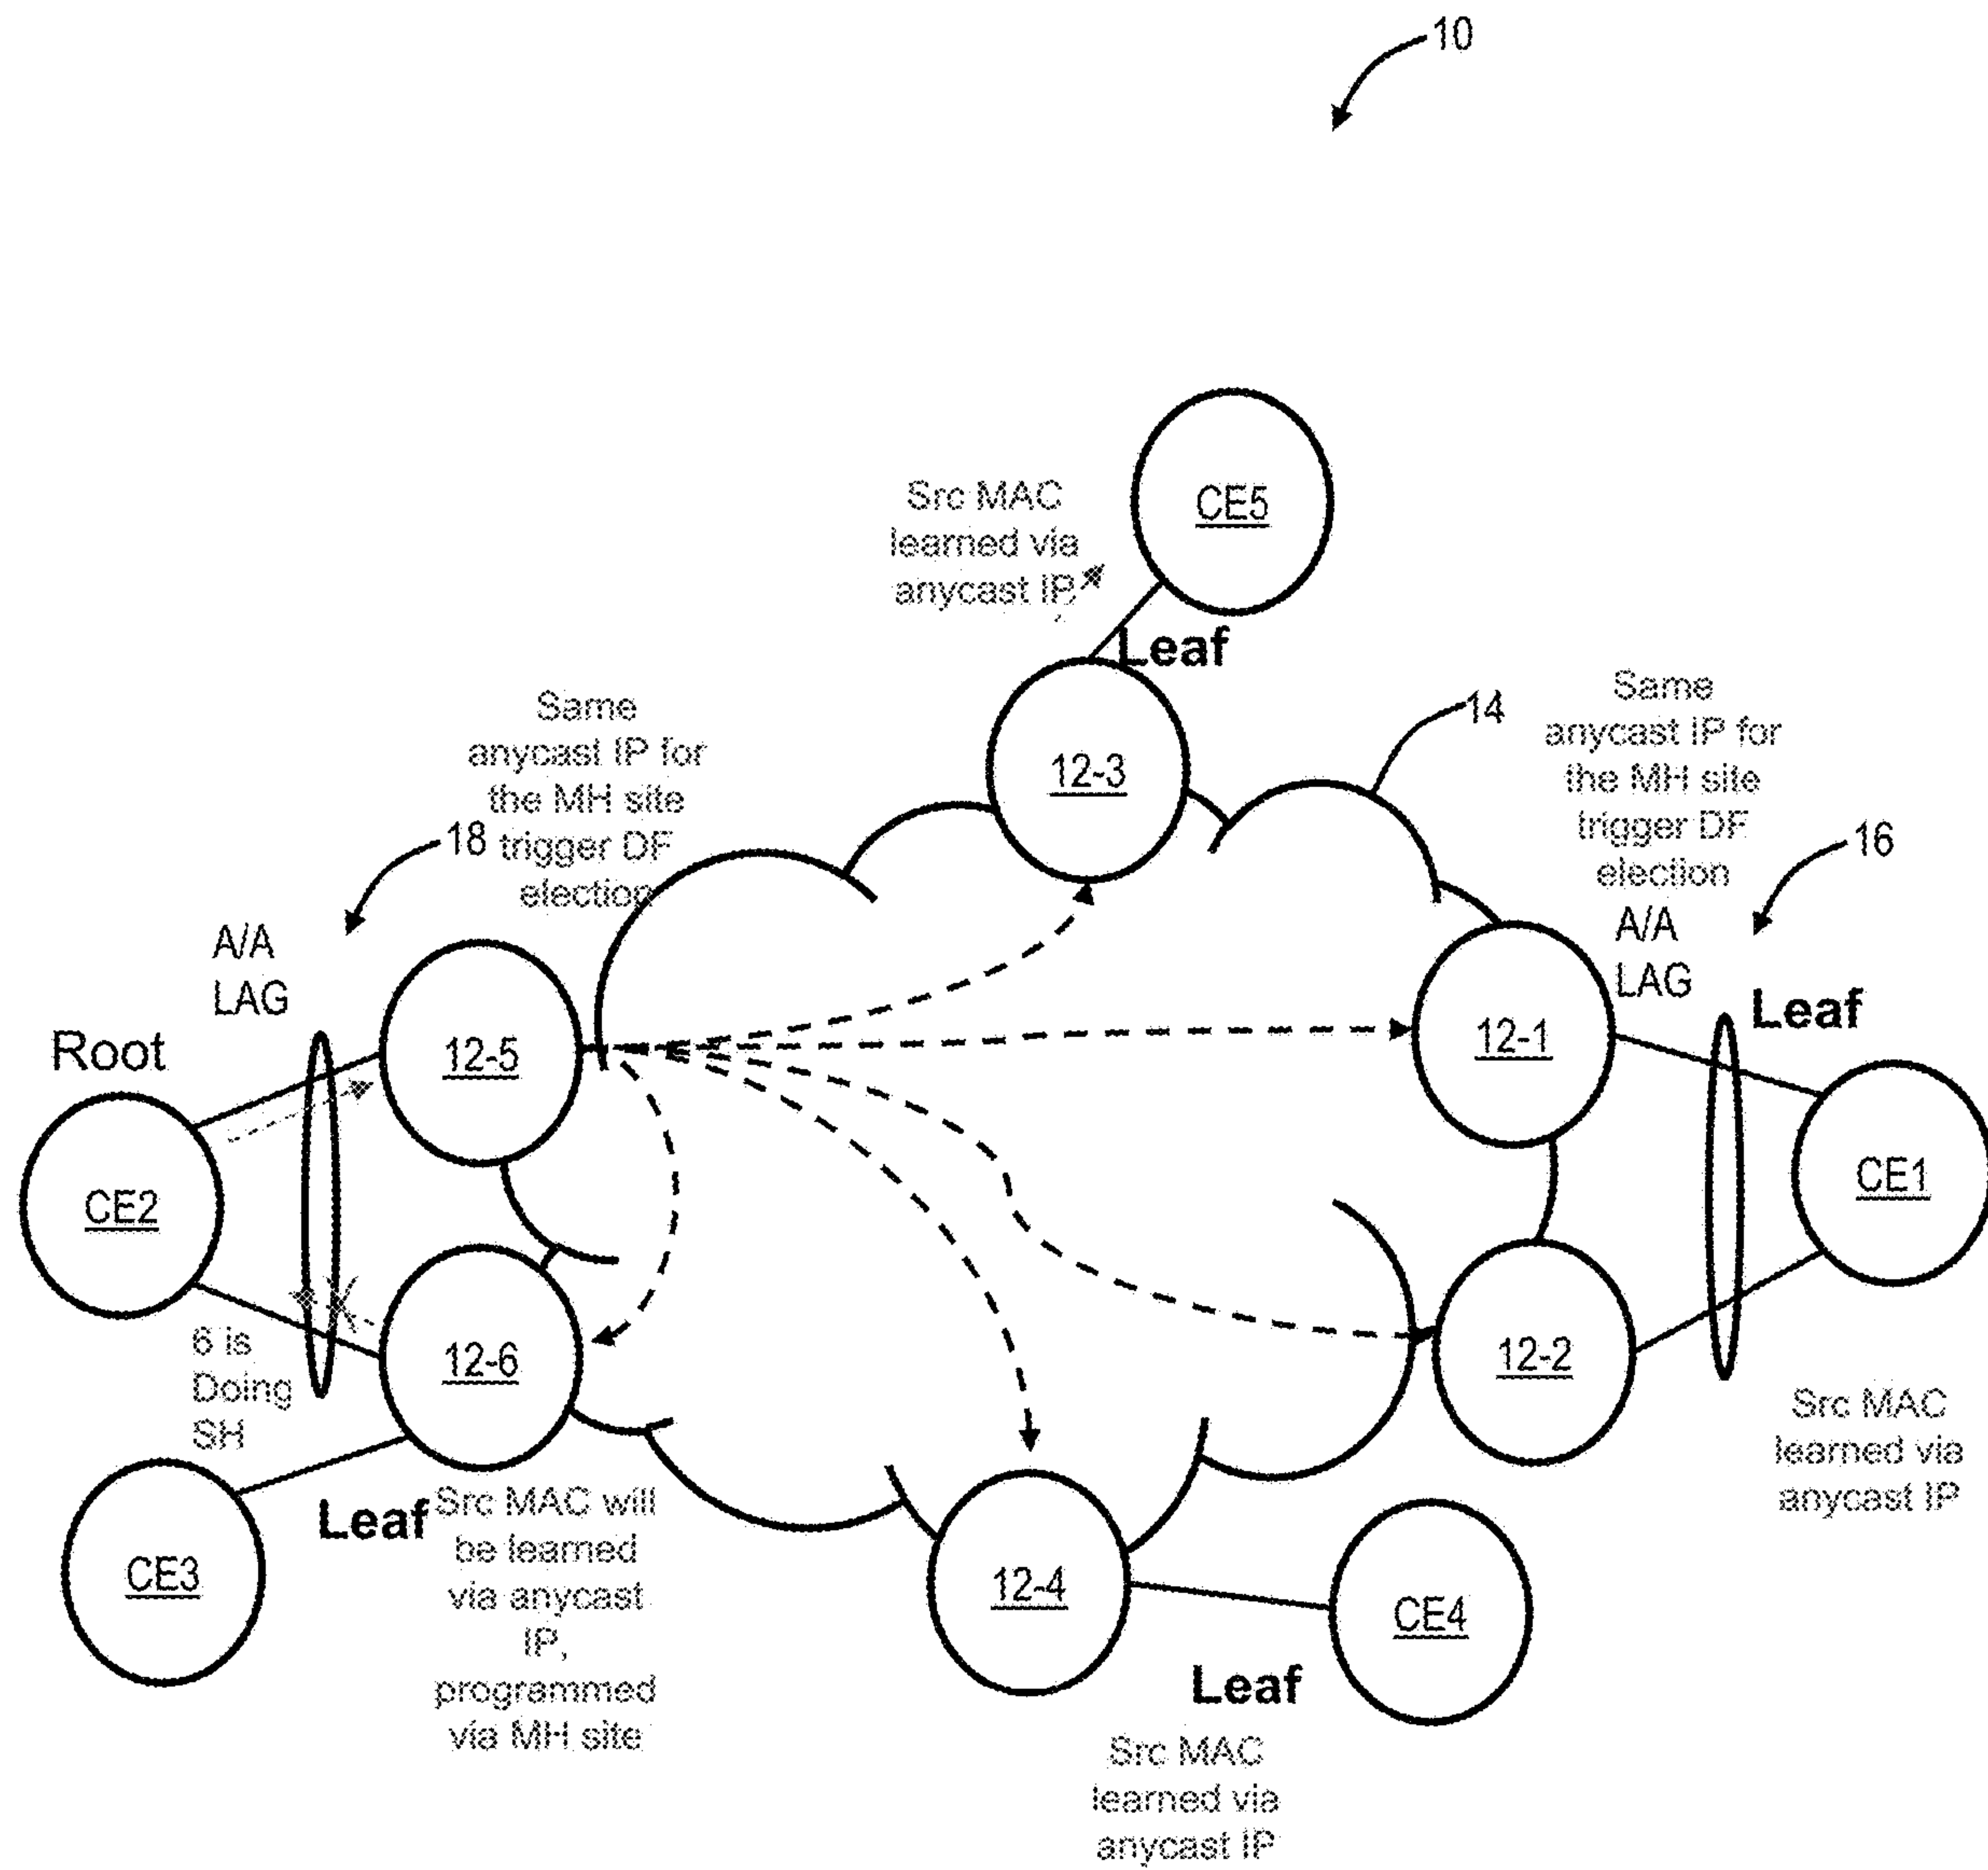 10
CE5
Src MAC
learned via
anycast IP
Leaf
12-3
14
Same
anycast IP for
the MH site
trigger DF
election
18
Same
anycast IP for
the MH site
trigger DF
election
16
A/A
LAG
A/A
LAG
Leaf
Root
12-5
12-1
CE2
CE1
12-6
12-2
6 is
Doing
SH
Src MAC
learned via
anycast IP
Leaf
CE3
Src MAC will
be learned
via anycast
IP,
programmed
via MH site
12-4
CE4
Leaf
Src MAC
learned via
anycast IP